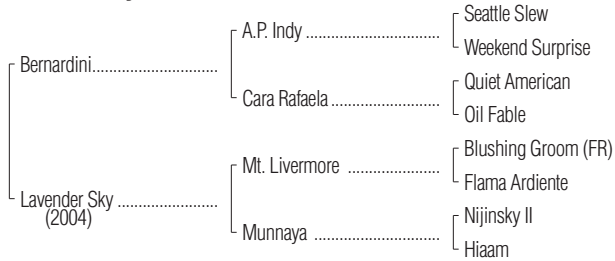 Seattle Slew
A.P. Indy ..............................
Weekend Surprise
Bernardini............................
Quiet American
Cara Rafaela........................
Oil Fable
Blushing Groom (FR)
Mt. Livermore ....................
Flama Ardiente
Lavender Sky ......................
(2004)
Nijinsky II
Munnaya ............................
Hiaam